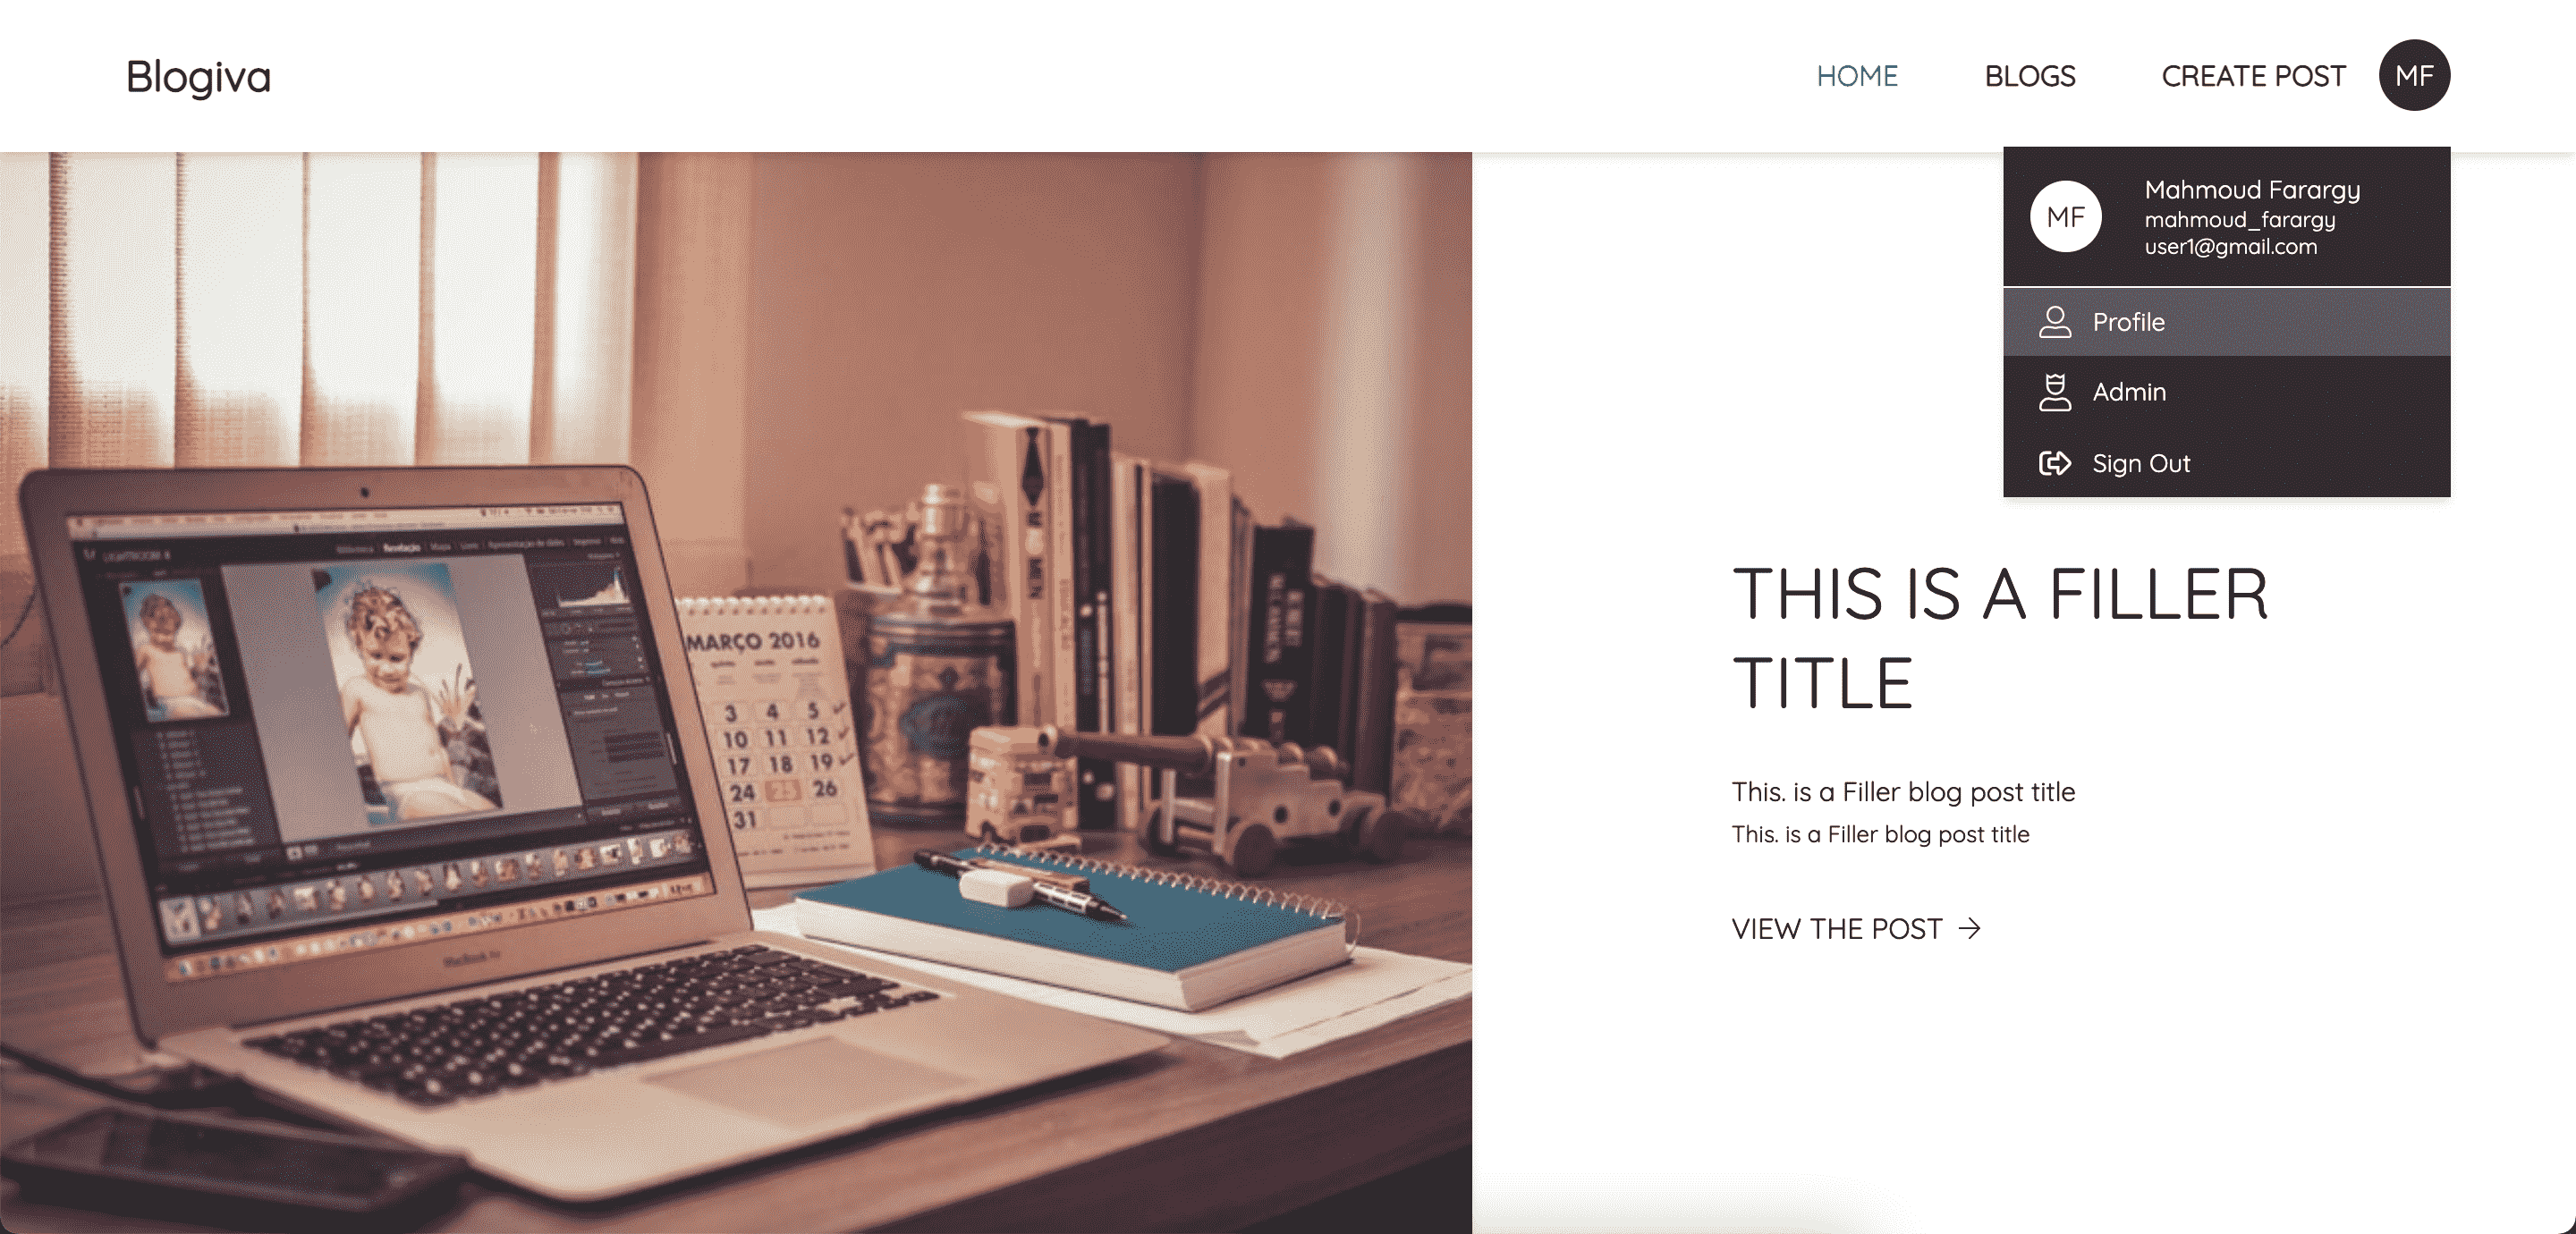 Blogiva
HOME
BLOGS
CREATE POST
MF
MF
Mahmoud Farargy
mahmoud_farargy
user1@gmail.com
Profile
Admin
Sign Out
THIS IS A FILLER
TITLE
This. is a Filler blog post title
This. is a Filler blog post title
VIEW THE POST
MARÇO 2016
3 4 5
10 11 12
17 18 19
24 25 26
31